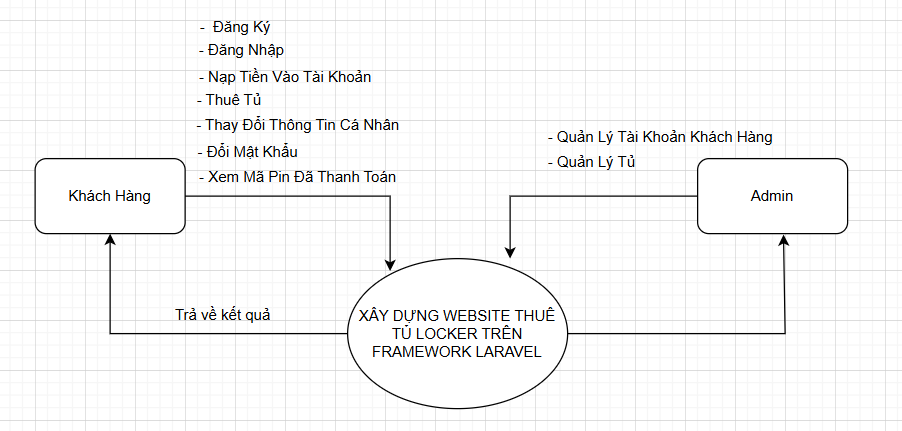 - Đăng Ký
- Đăng Nhập
- Nạp Tiền Vào Tài Khoản
- Thuê Tủ
- Thay Đổi Thông Tin Cá Nhân
- Đổi Mật Khẩu
- Xem Mã Pin Đã Thanh Toán
- Quản Lý Tài Khoản Khách Hàng
- Quản Lý Tủ
Khách Hàng
Admin
Trả về kết quả
XÂY DỰNG WEBSITE THUÊ
TỦ LOCKER TRÊN
FRAMEWORK LARAVEL